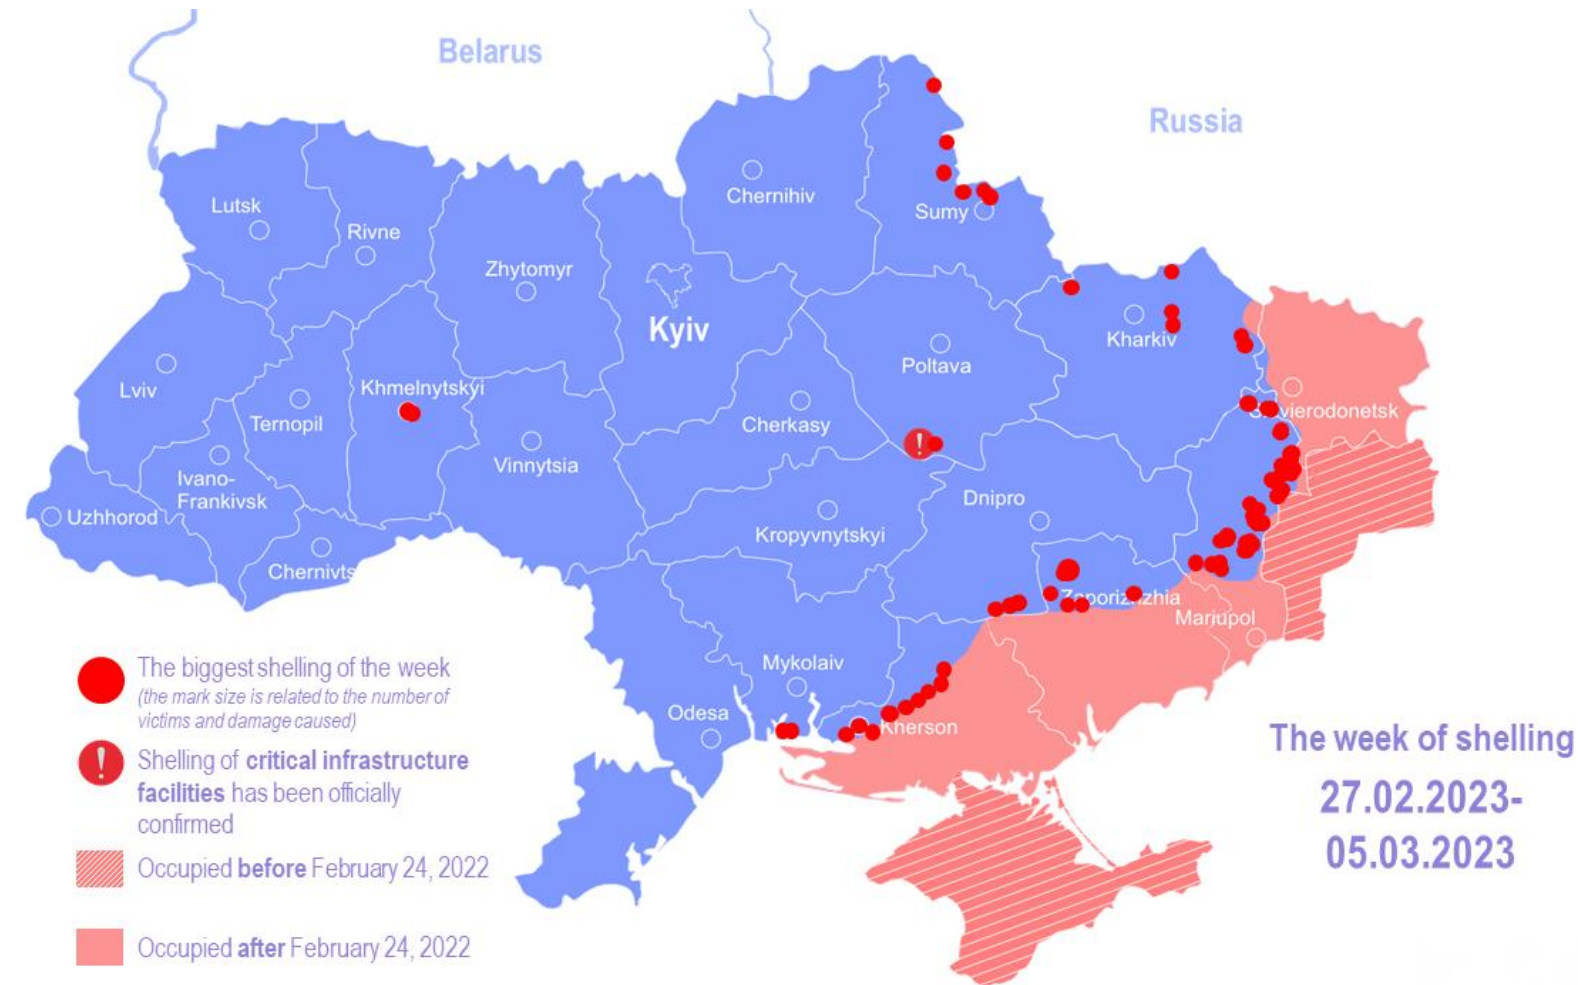 Belarus
Russia
Chernihiv
Lutsk
Sumy
Rivne
Zhytomyr
Kyiv
Kharkiv
Poltava
Lviv
Khmelnytskyi
Ternopil
Cherkasy
Vinnytsia
Ivano-
Frankivsk
Uzhhorod
Dnipro
Kropyvnytskyi
Chernivts
Mariupol
Mykolaiv
Odesa
Kherson
The biggest shelling of the week
(the mark size is related to the number of
victims and damage caused)
Shelling of critical infrastructure
facilities has been officially
confirmed
Occupied before February 24, 2022
Occupied after February 24, 2022
The week of shelling
27.02.2023-
05.03.2023